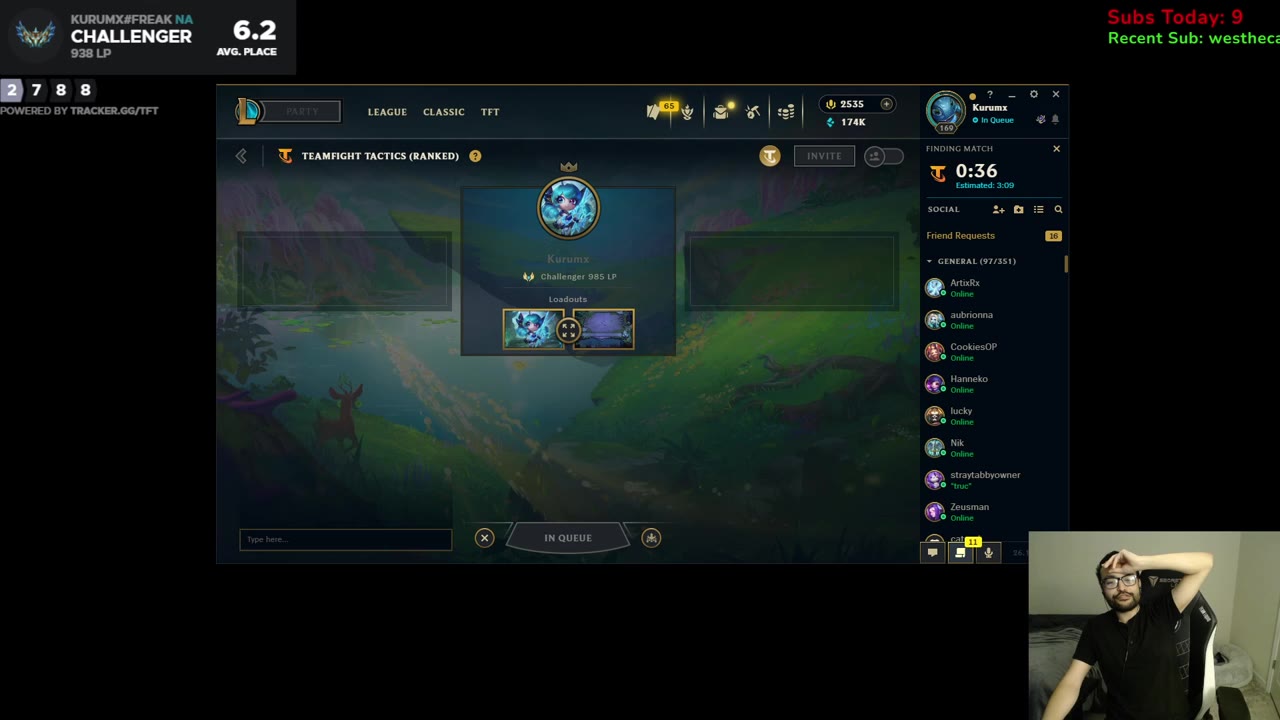 KURUMX#FREAK NA
CHALLENGER
938 LP
6.2
AVG. PLACE
2 7 8 8
POWERED BY TRACKER.GG/TFT
Subs Today: 9
Recent Sub: westheca
PARTY
LEAGUE
CLASSIC
TFT
65
2535
174K
169
Kurumx
In Queue
TEAMFIGHT TACTICS (RANKED)
INVITE
Kurumx
Challenger 985 LP
Loadouts
Type here...
IN QUEUE
FINDING MATCH
0:36
Estimated: 3:09
SOCIAL
Friend Requests
16
GENERAL (97/351)
ArtixRx
Online
aubrionna
Online
CookiesOP
Online
Hanneko
Online
lucky
Online
Nik
Online
straytabbyowner
"truc"
Zeusman
Online
11